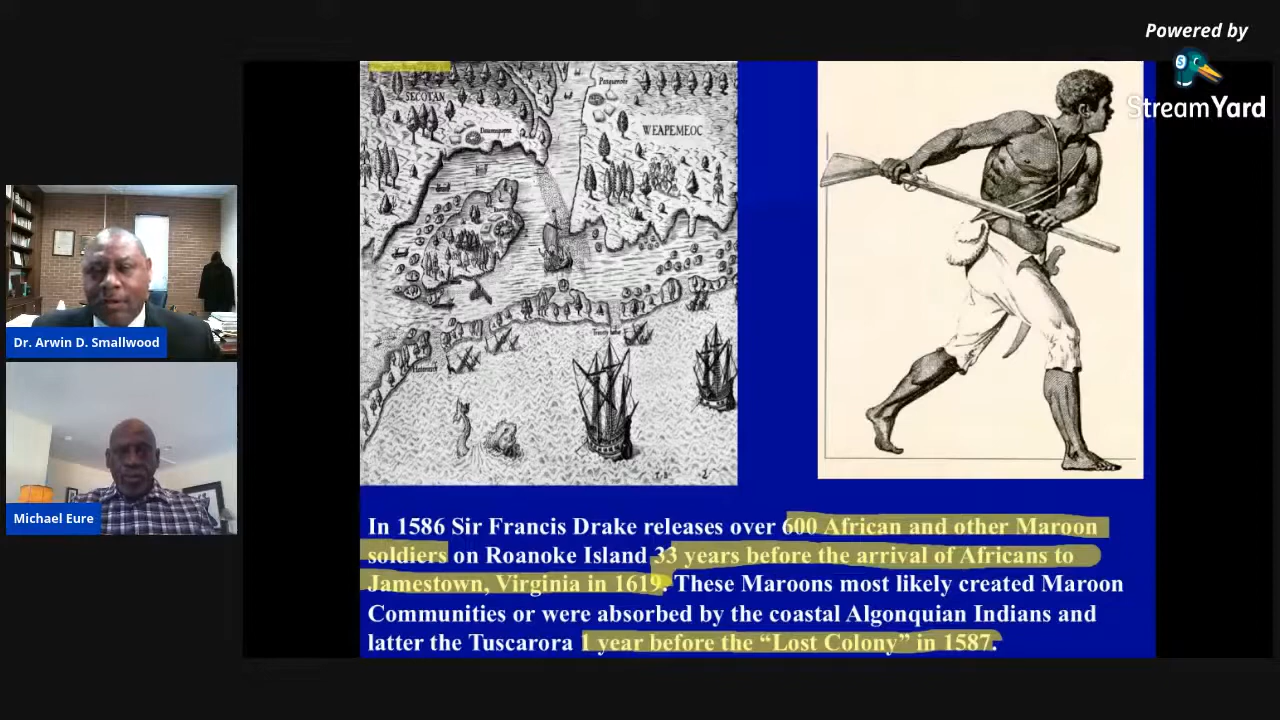 Powered by
StreamYard
SECOTAN
WEAPEMEOC
Dr. Arwin D. Smallwood
Michael Eure
In 1586 Sir Francis Drake releases over 600 African and other Maroon
soldiers on Roanoke Island 33 years before the arrival of Africans to
Jamestown, Virginia in 1619. These Maroons most likely created Maroon
Communities or were absorbed by the coastal Algonquian Indians and
latter the Tuscarora 1 year before the “Lost Colony” in 1587.